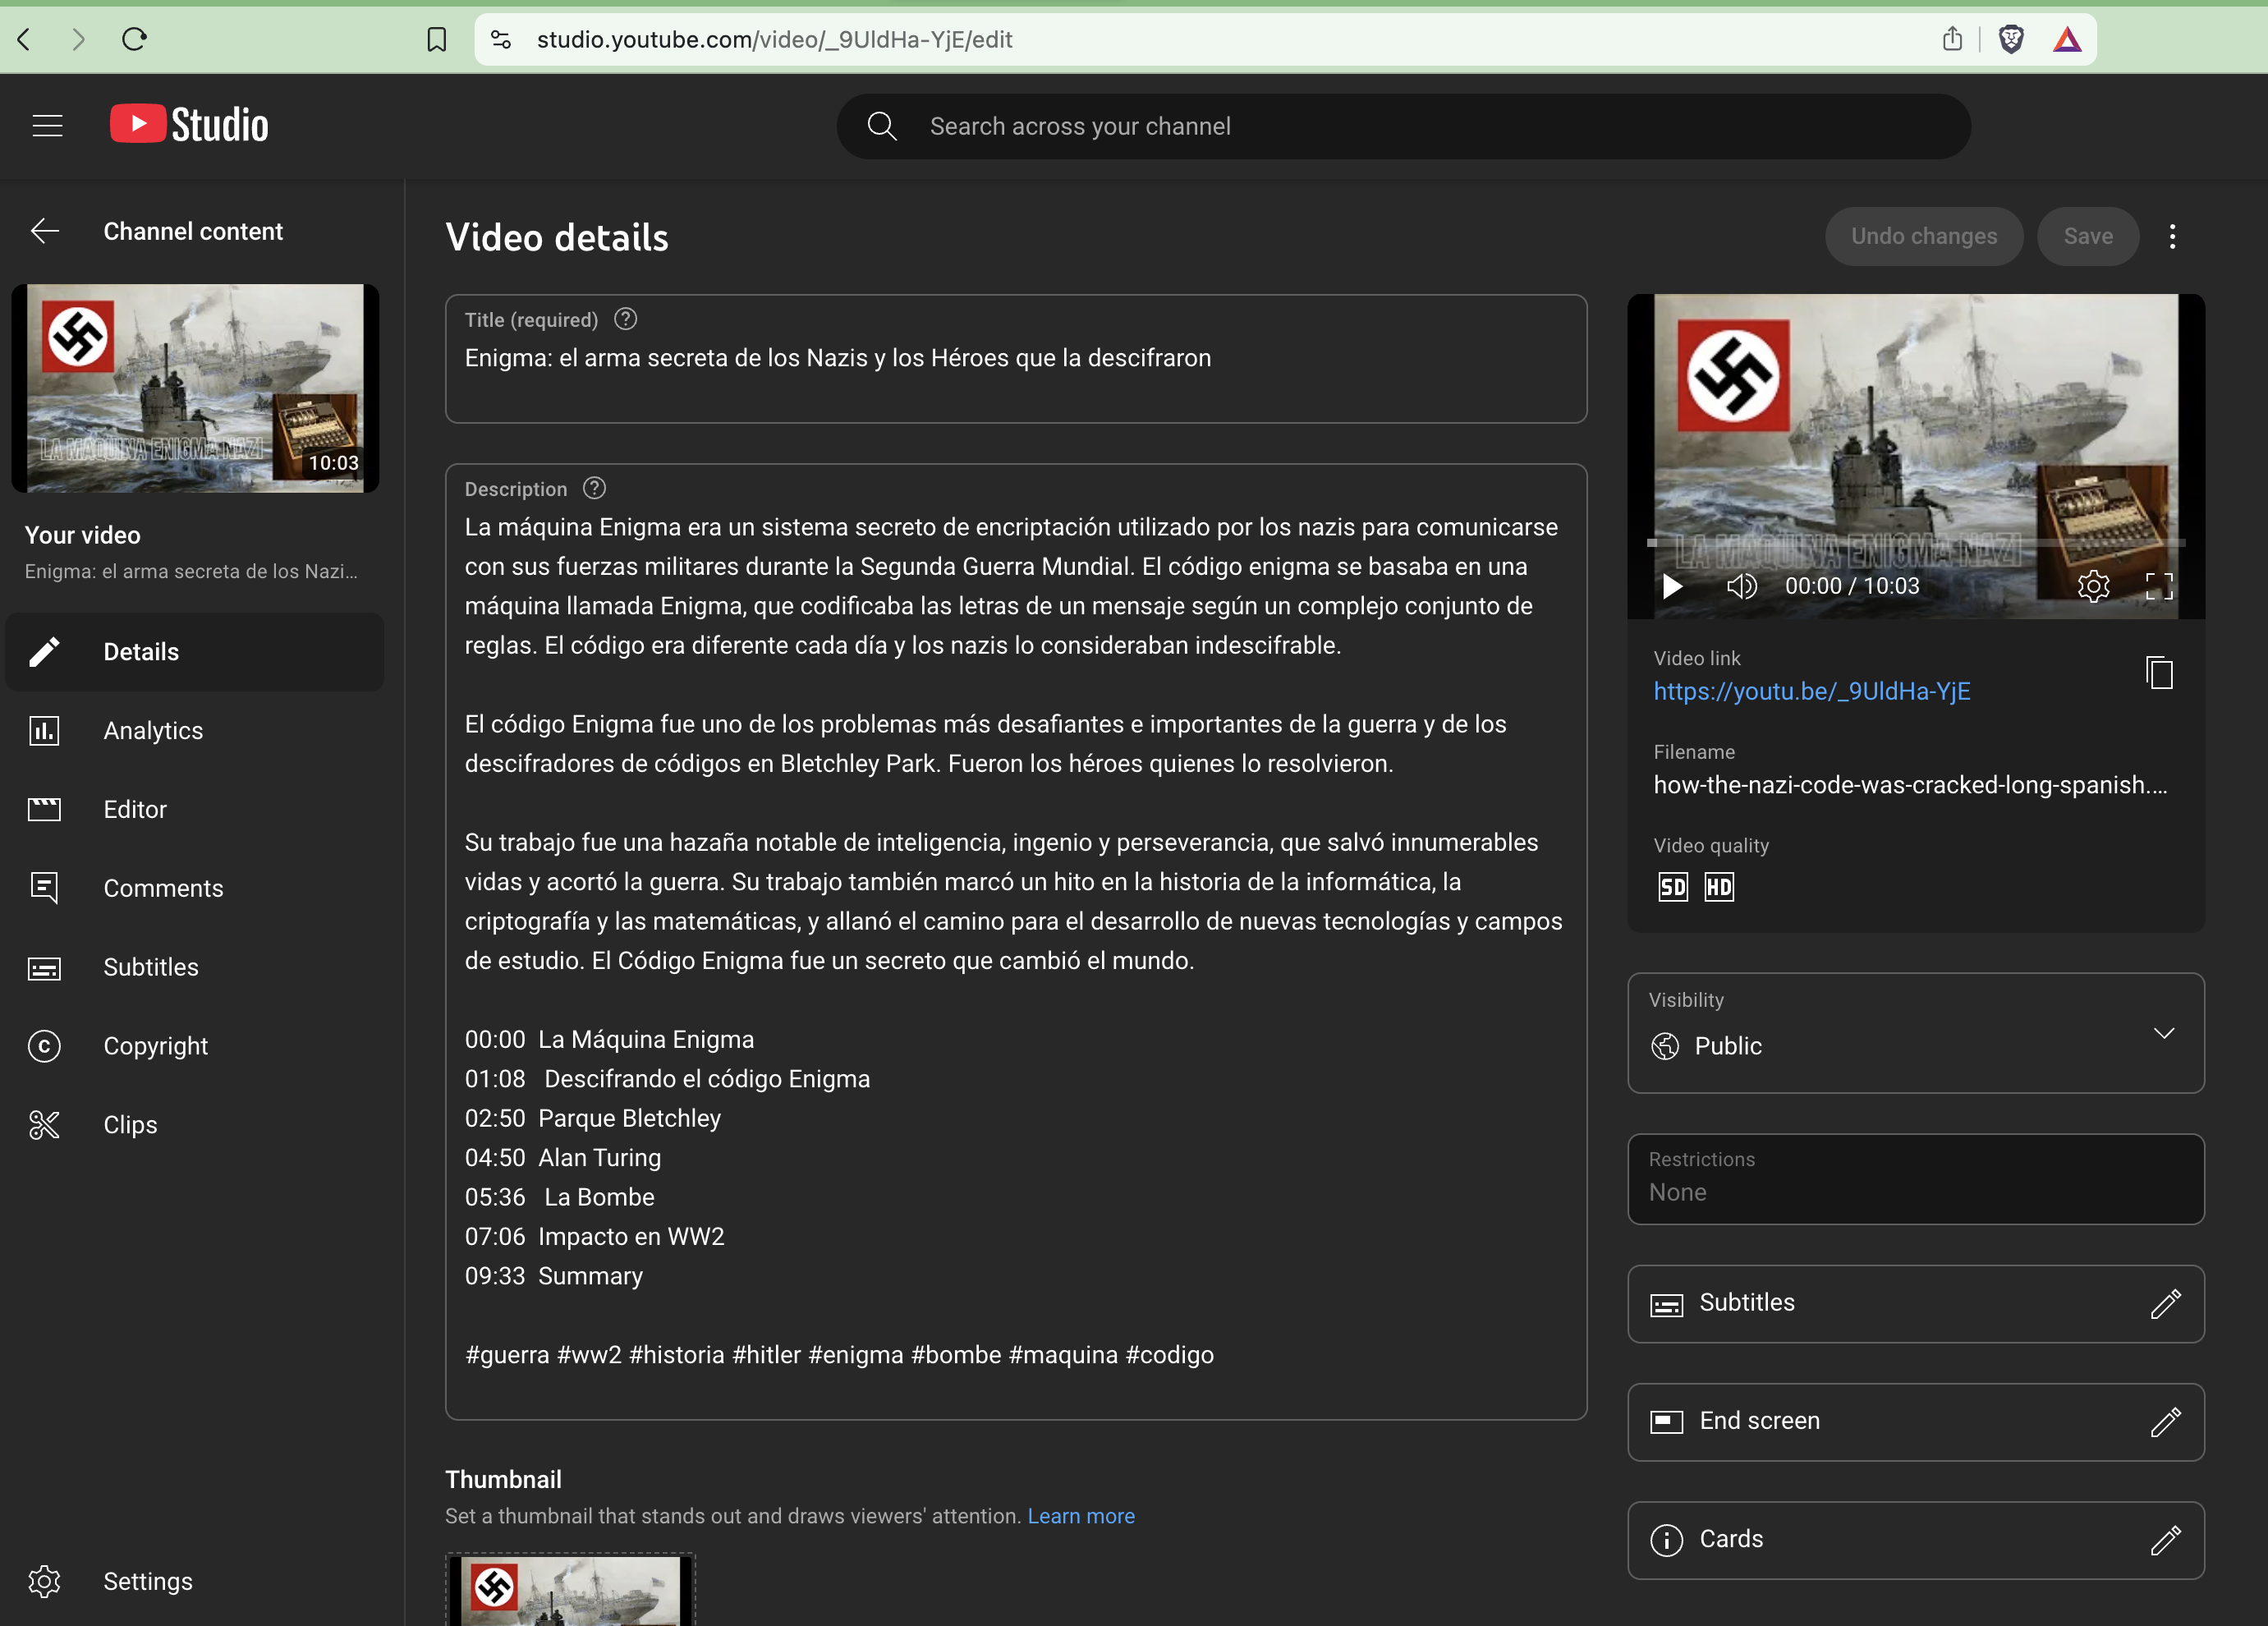 studio.youtube.com/video/_9UldHa-YjE/edit
Studio
Search across your channel
Channel content
LA MAQUINA ENIGMA NAZI
10:03
Your video
Enigma: el arma secreta de los Nazi...
Details
Analytics
Editor
Comments
Subtitles
Copyright
Clips
Settings
Video details
Undo changes
Save
Title (required)
Enigma: el arma secreta de los Nazis y los Héroes que la descifraron
Description
La máquina Enigma era un sistema secreto de encriptación utilizado por los nazis para comunicarse
con sus fuerzas militares durante la Segunda Guerra Mundial. El código enigma se basaba en una
máquina llamada Enigma, que codificaba las letras de un mensaje según un complejo conjunto de
reglas. El código era diferente cada día y los nazis lo consideraban indescifrable.
El código Enigma fue uno de los problemas más desafiantes e importantes de la guerra y de los
descifradores de códigos en Bletchley Park. Fueron los héroes quienes lo resolvieron.
Su trabajo fue una hazaña notable de inteligencia, ingenio y perseverancia, que salvó innumerables
vidas y acortó la guerra. Su trabajo también marcó un hito en la historia de la informática, la
criptografía y las matemáticas, y allanó el camino para el desarrollo de nuevas tecnologías y campos
de estudio. El Código Enigma fue un secreto que cambió el mundo.
00:00 La Máquina Enigma
01:08 Descifrando el código Enigma
02:50 Parque Bletchley
04:50 Alan Turing
05:36 La Bombe
07:06 Impacto en WW2
09:33 Summary
#guerra #ww2 #historia #hitler #enigma #bombe #maquina #codigo
Thumbnail
Set a thumbnail that stands out and draws viewers' attention. Learn more
LA MAQUINA ENIGMA NAZI
00:00 / 10:03
Video link
https://youtu.be/_9UldHa-YjE
Filename
how-the-nazi-code-was-cracked-long-spanish....
Video quality
SD HD
Visibility
Public
Restrictions
None
Subtitles
End screen
Cards